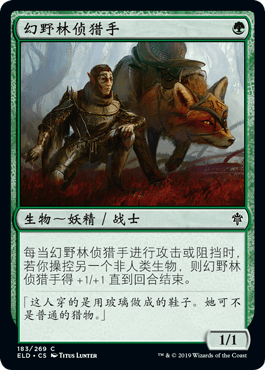 幻野林侦猎手
生物～妖精 / 战士
每当幻野林侦猎手进行攻击或阻挡时，
若你操控另一个非人类生物，则幻野林侦
猎手得+1/+1直到回合结束。
「这人穿的是用玻璃做成的鞋子。她可不
是普通的猎物。」
1/1
183/269 C
ELD • CS Titus Lunter
™ & © 2019 Wizards of the Coast